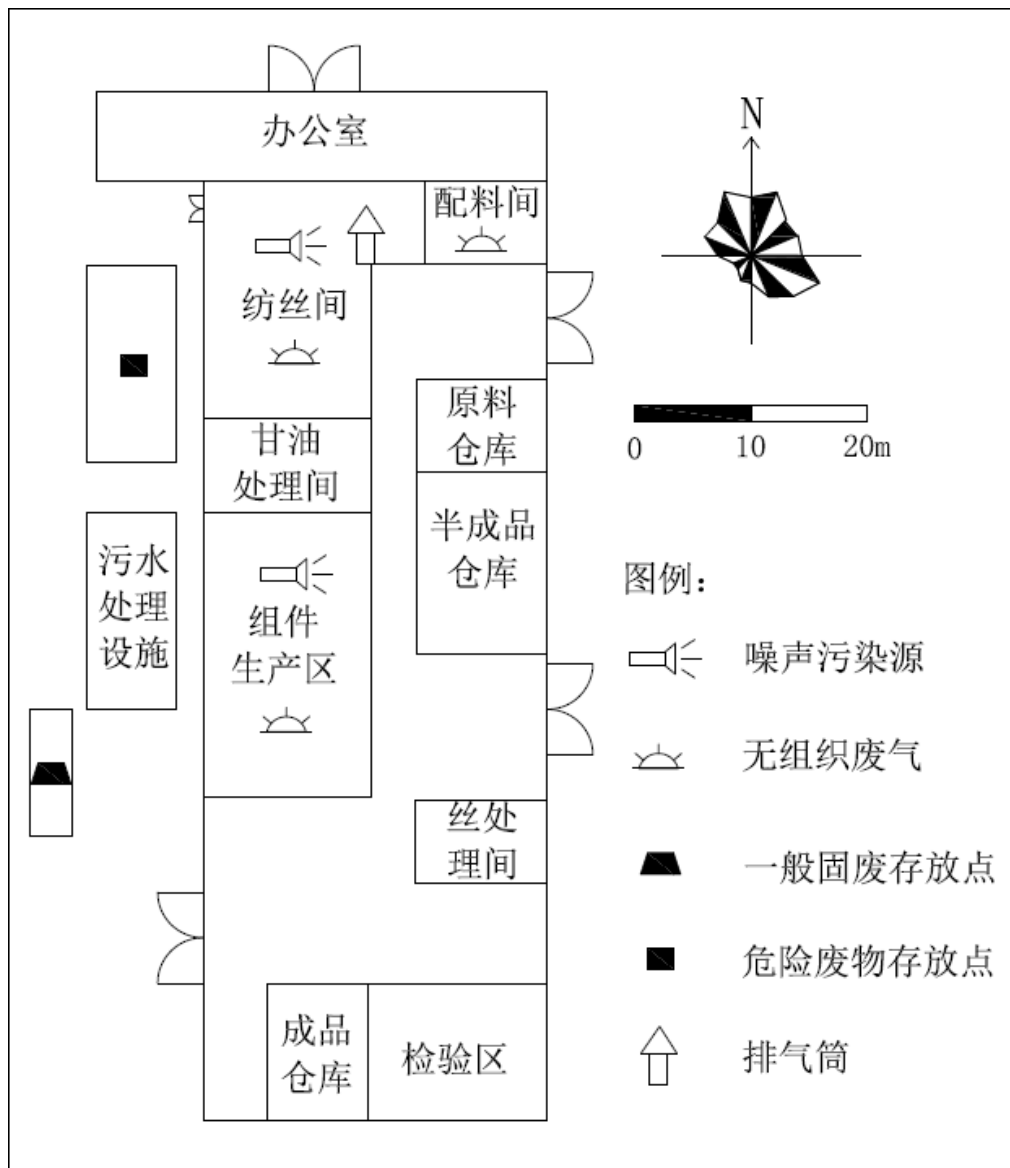 办公室
N
配料间
纺丝间
原料
仓库
甘油
处理间
0 10 20m
半成品
仓库
污水
处理
设施
图例：
组件
生产区
噪声污染源
无组织废气
丝处
理间
一般固废存放点
危险废物存放点
成品
仓库
检验区
排气筒